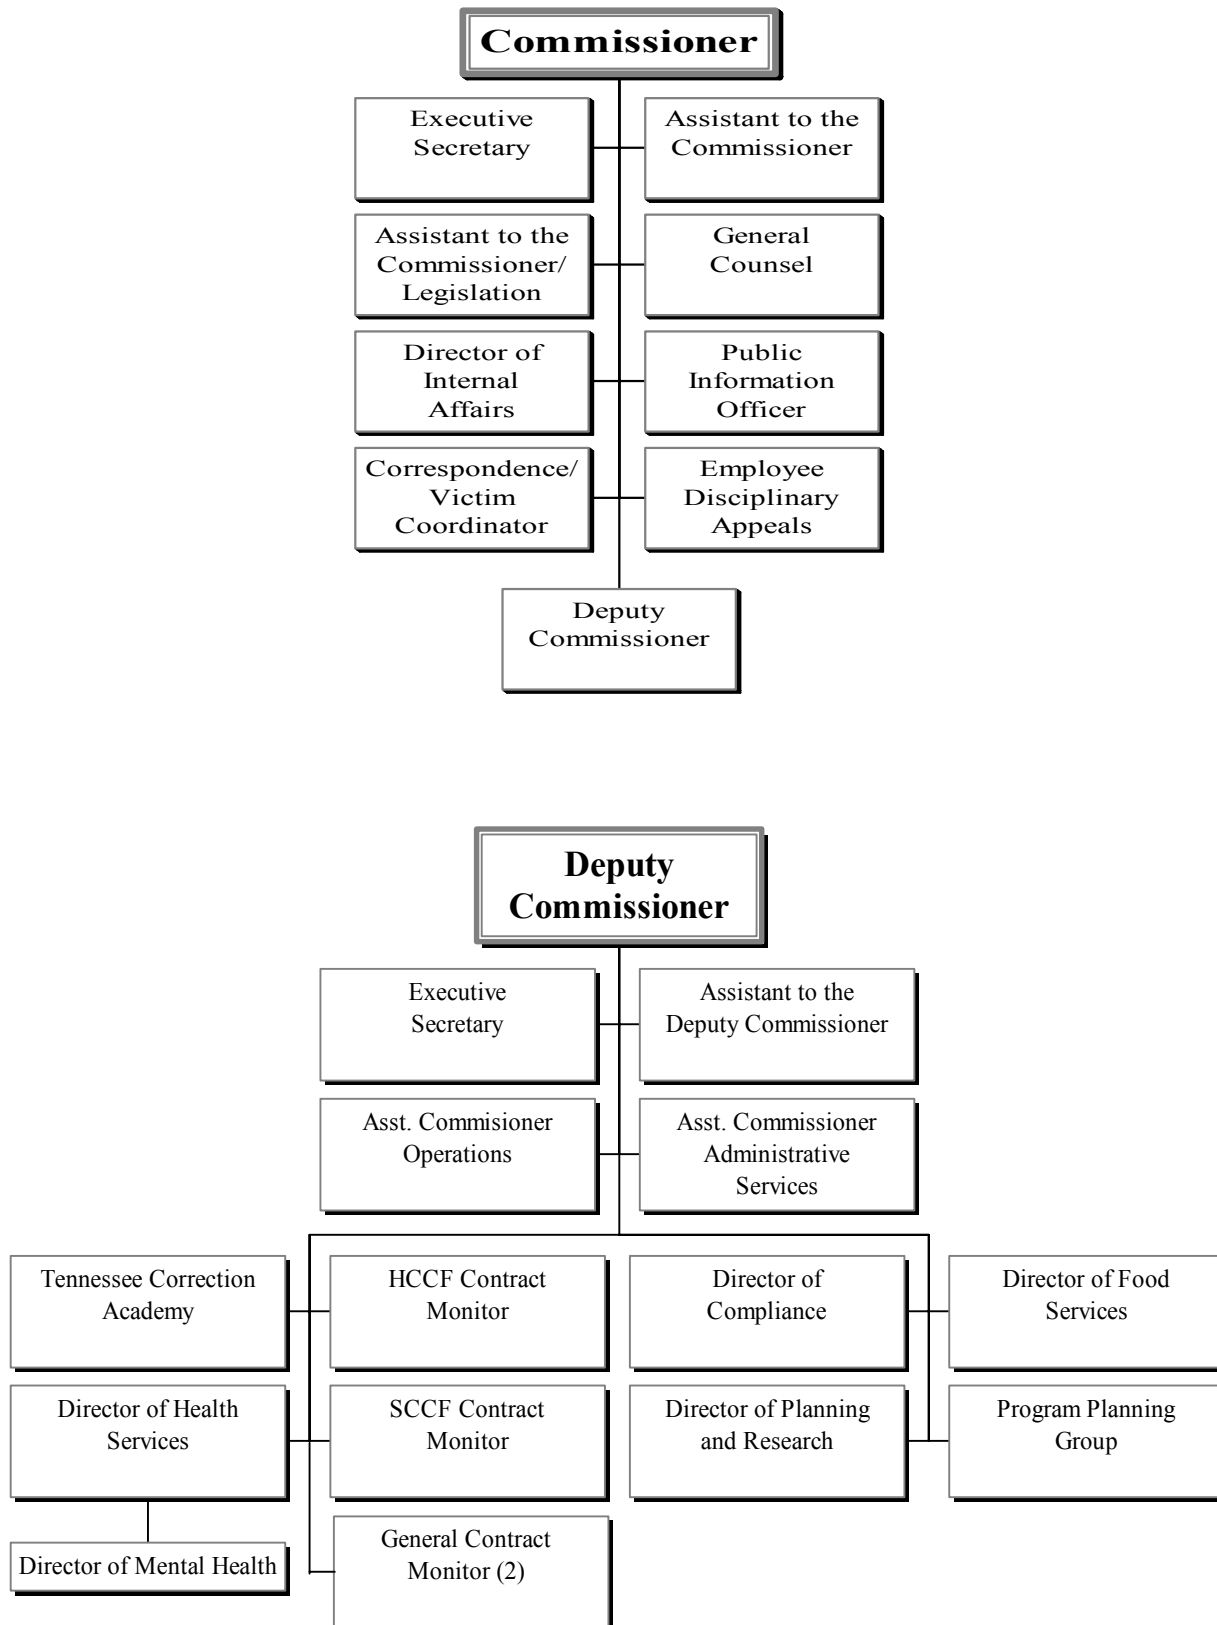 Commissioner
Executive
Secretary
Assistant to the
Commissioner
Assistant to the
Commissioner/
Legislation
General
Counsel
Director of
Internal
Affairs
Public
Information
Officer
Correspondence/
Victim
Coordinator
Employee
Disciplinary
Appeals
Deputy
Commissioner
Deputy
Commissioner
Executive
Secretary
Assistant to the
Deputy Commissioner
Asst. Commisioner
Operations
Asst. Commissioner
Administrative
Services
Tennessee Correction
Academy
HCCF Contract
Monitor
Director of
Compliance
Director of Food
Services
Director of Health
Services
SCCF Contract
Monitor
Director of Planning
and Research
Program Planning
Group
Director of Mental Health
General Contract
Monitor (2)